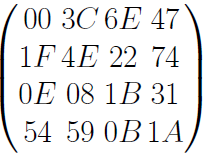 00 3C 6E 47
1F 4E 22 74
0E 08 1B 31
54 59 0B 1A